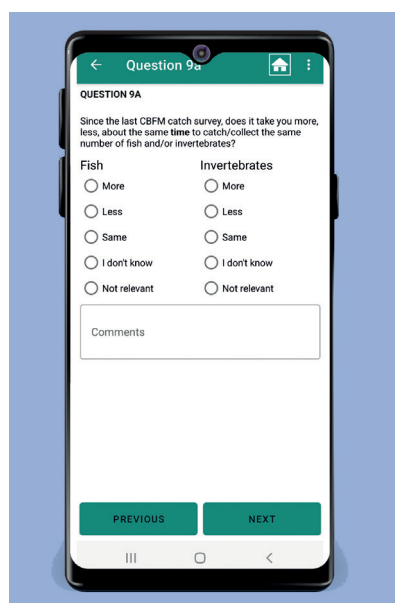 Question 9a
QUESTION 9A
Since the last CBFM catch survey, does it take you more,
less, about the same time to catch/collect the same
number of fish and/or invertebrates?
Fish
More
Less
Same
I don't know
Not relevant
Invertebrates
More
Less
Same
I don't know
Not relevant
Comments
PREVIOUS
NEXT